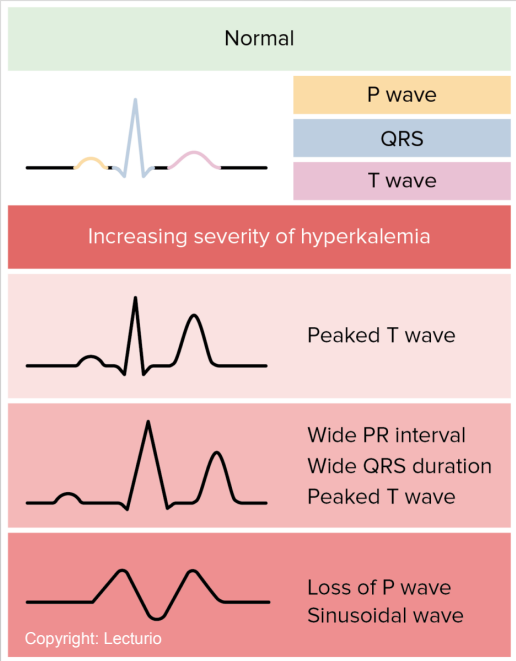 Normal
P wave
QRS
T wave
Increasing severity of hyperkalemia
Peaked T wave
Wide PR interval
Wide QRS duration
Peaked T wave
Loss of P wave
Sinusoidal wave
Copyright: Lecturio